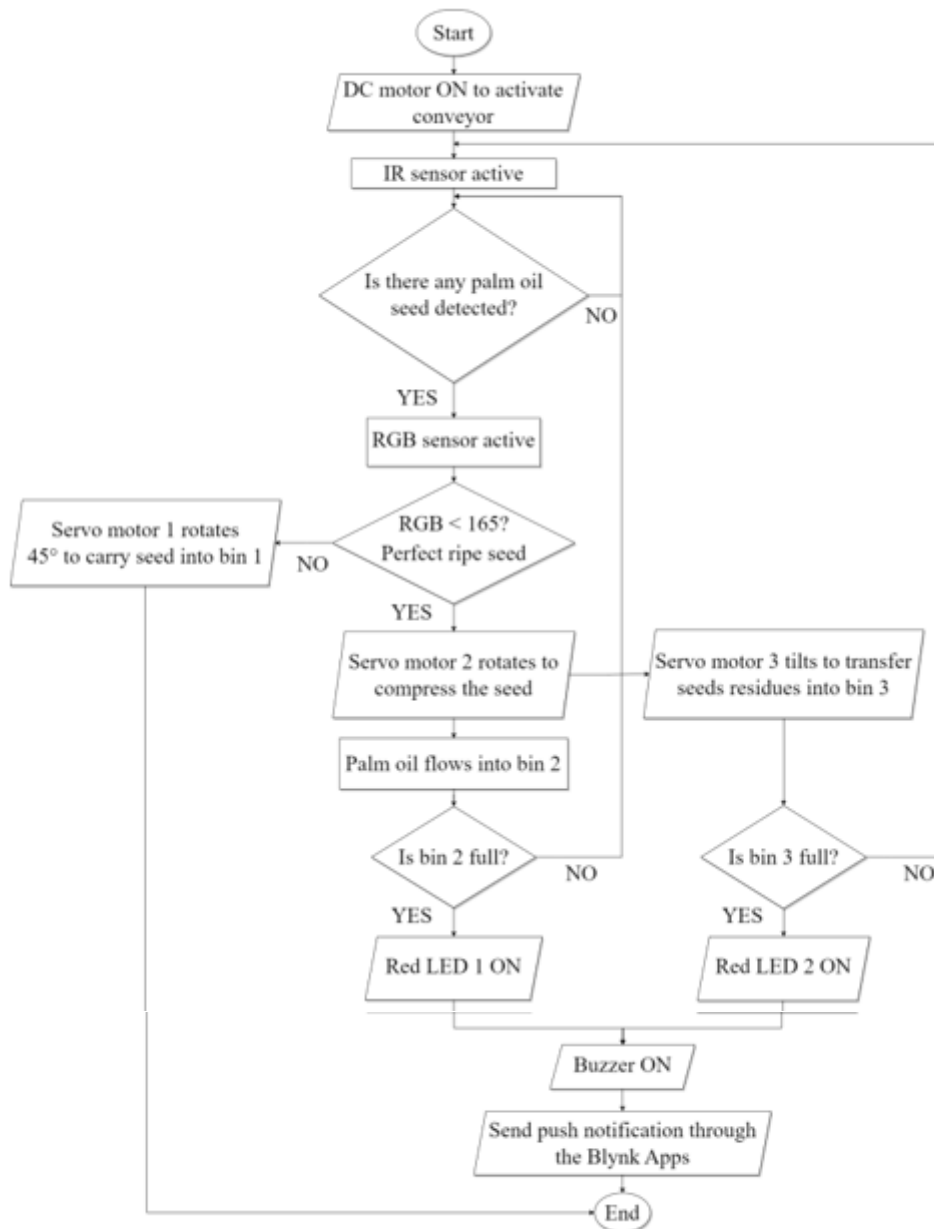 Start
DC motor ON to activate
conveyor
IR sensor active
Is there any palm oil
seed detected?
NO
YES
RGB sensor active
Servo motor 1 rotates
45° to carry seed into bin 1
NO
RGB < 165?
Perfect ripe seed
YES
Servo motor 2 rotates to
compress the seed
Servo motor 3 tilts to transfer
seeds residues into bin 3
Palm oil flows into bin 2
Is bin 2 full?
NO
YES
Is bin 3 full?
NO
YES
Red LED 1 ON
Red LED 2 ON
Buzzer ON
Send push notification through
the Blynk Apps
End